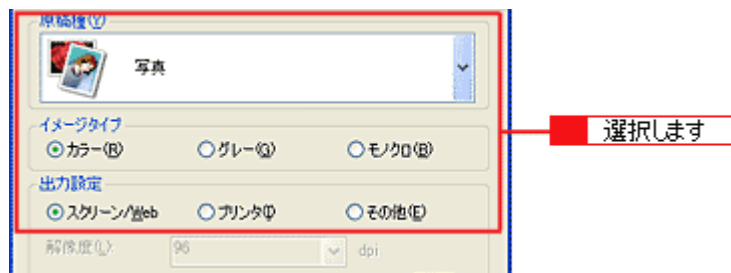 原稿種(Y)
写真
イメージタイプ
カラー(R) グレー(G) モノクロ(B)
選択します
出力設定
スクリーン/Web プリンタ(I) その他(E)
解像度(L): 96 dpi